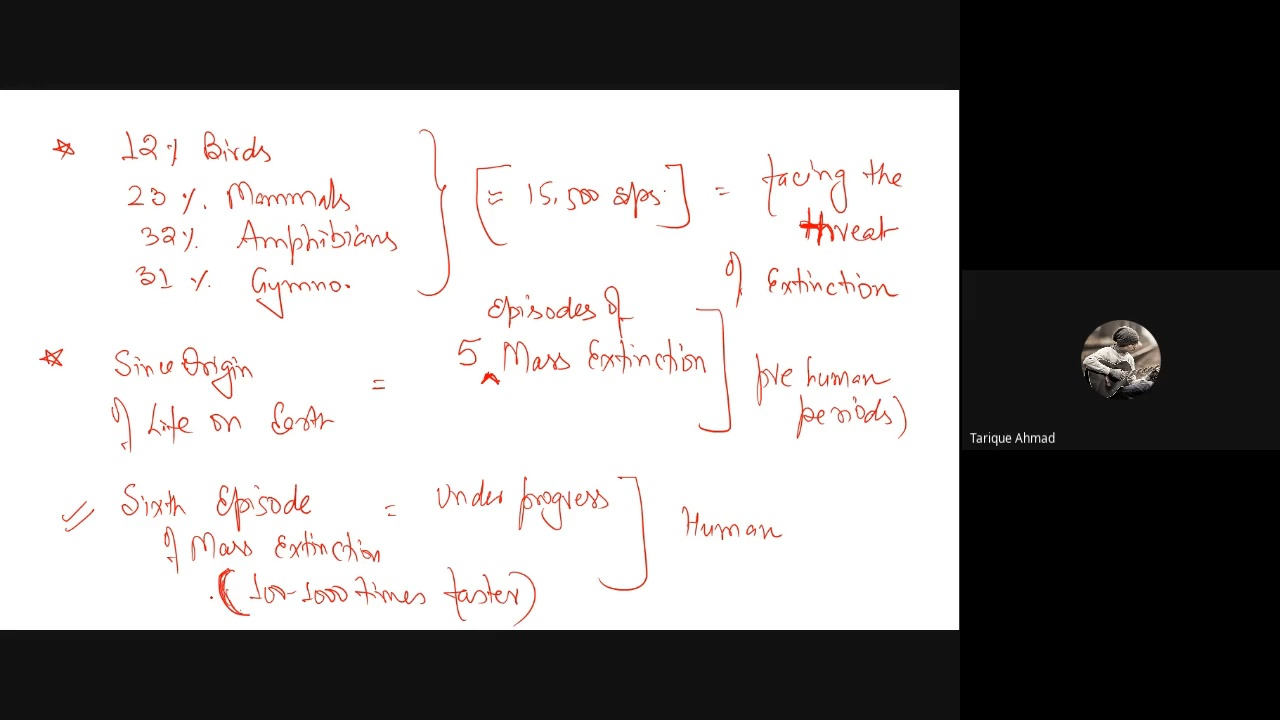 12% Birds
23 %. Mammals
32% Amphibians
31 %. Gymno.
[= 15,500 sps.] = facing the
threat
of Extinction
Since Origin
of Life on Earth
=
Episodes of
5 ^ Mass Extinction
pre human
periods)
Sixth Episode = under progress
of Mass Extinction
(100-1000 Times faster)
Human
Tarique Ahmad